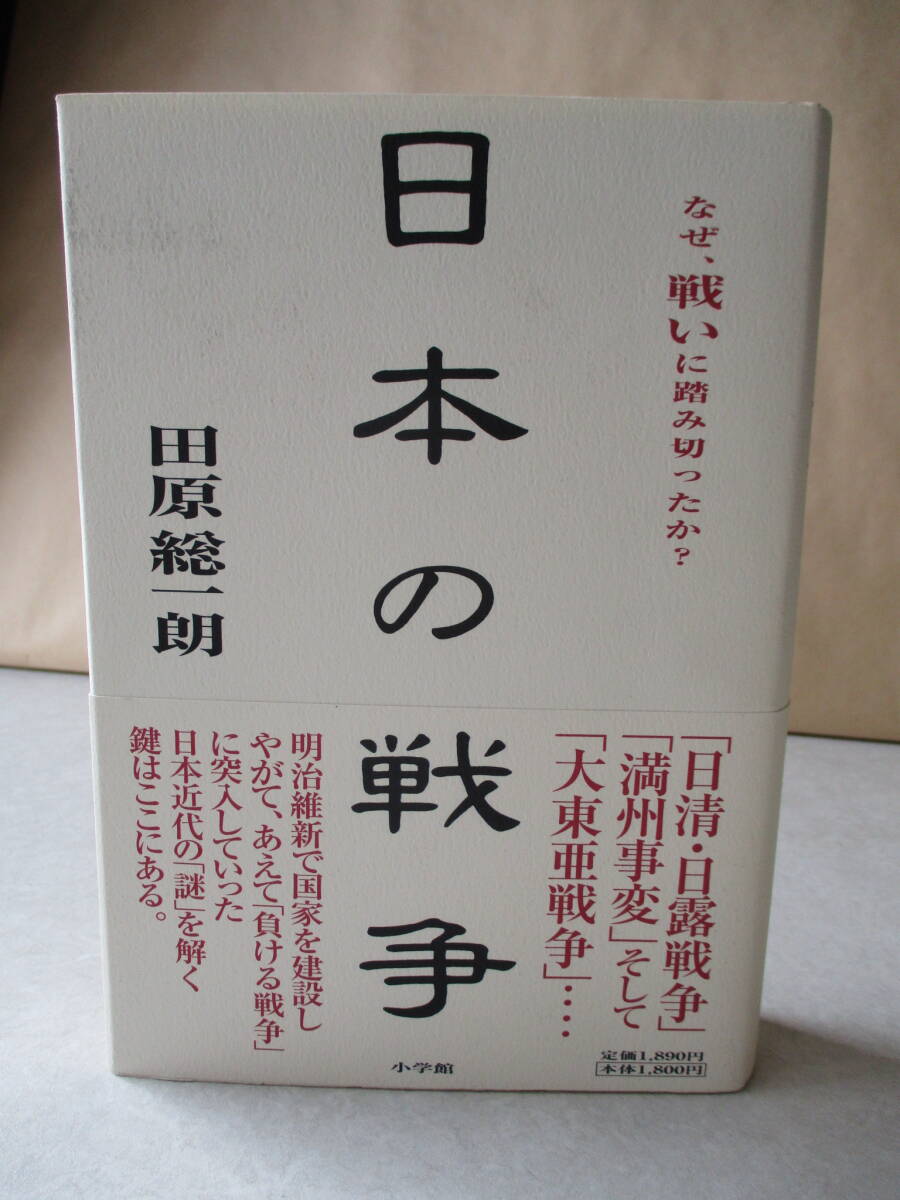 なぜ、戦いに踏み切ったか?
日本の戦争
田原総一朗
「日清・日露戦争」
「満州事変」そして
「大東亜戦争」‥‥
明治維新で国家を建設し
やがて、あえて「負ける戦争」
に突入していった
日本近代の「謎」を解く
鍵はここにある。
小学館
定価1,890円
本体1,800円